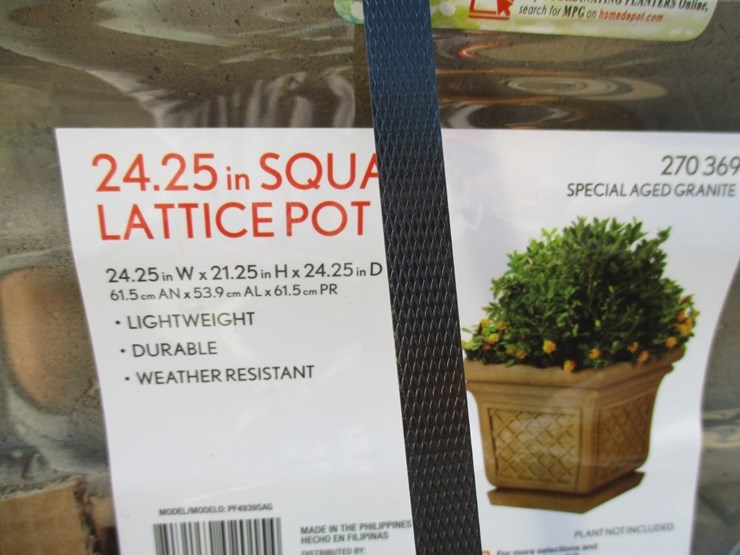 PLANTERS Online,
search for MPG on homedepot.com
24.25 in SQUA
LATTICE POT
270 369
SPECIAL AGED GRANITE
24.25 in W x 21.25 in H x 24.25 in D
61.5 cm AN x 53.9 cm AL x 61.5 cm PR
• LIGHTWEIGHT
• DURABLE
• WEATHER RESISTANT
MODEL/MODELO: PF4939SAG
MADE IN THE PHILIPPINES
HECHO EN FILIPINAS
DISTRIBUTED BY:
PLANT NOT INCLUDED
For more selections and